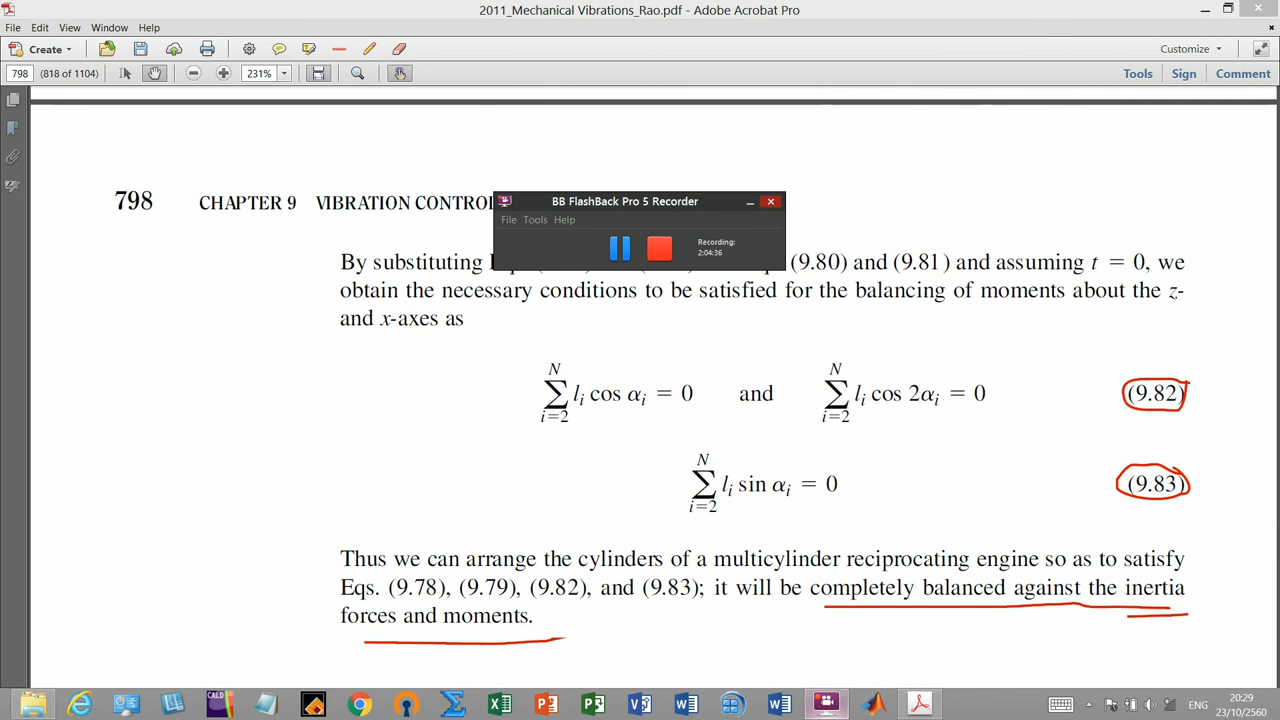 2011_Mechanical Vibrations_Rao.pdf - Adobe Acrobat Pro
File Edit View Window Help
Create Customize
798 (818 of 1104) 231% Tools Sign Comment
798 CHAPTER 9 VIBRATION CONTROL
BB FlashBack Pro 5 Recorder
File Tools Help
Recording:
2:04:36
By substituting (9.80) and (9.81) and assuming t = 0, we
obtain the necessary conditions to be satisfied for the balancing of moments about the z-
and x-axes as
∑_{i=2}^{N} l_i cos α_i = 0 and ∑_{i=2}^{N} l_i cos 2α_i = 0 (9.82)
∑_{i=2}^{N} l_i sin α_i = 0 (9.83)
Thus we can arrange the cylinders of a multicylinder reciprocating engine so as to satisfy
Eqs. (9.78), (9.79), (9.82), and (9.83); it will be completely balanced against the inertia
forces and moments.
CALD
ENG
20:29
23/10/2560